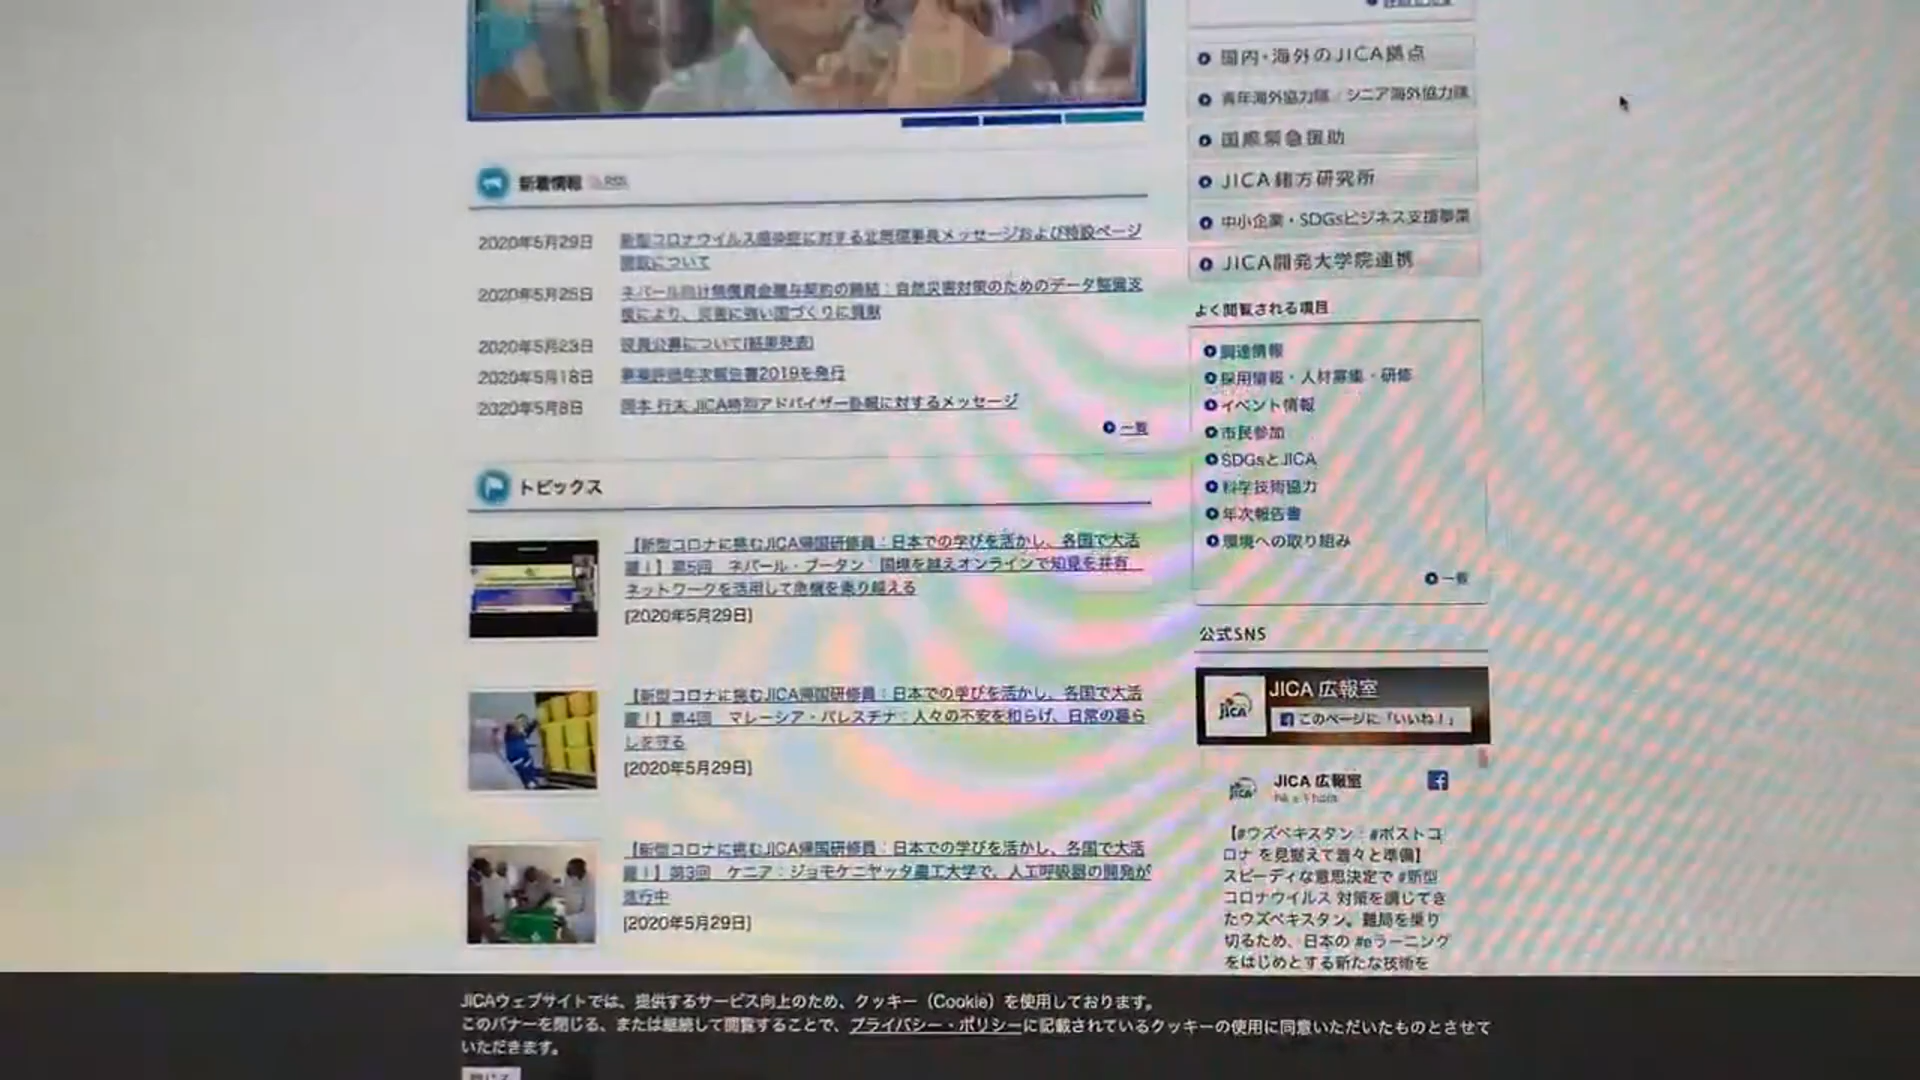 国内・海外のJICA拠点
青年海外協力隊／シニア海外協力隊
国際緊急援助
JICA緒方研究所
中小企業・SDGsビジネス支援事業
JICA開発大学院連携
新着情報 RSS
2020年5月29日 新型コロナウイルス感染症に対する北岡理事長メッセージおよび特設ページ
開設について
2020年5月25日 ネパール向け無償資金贈与契約の締結：自然災害対策のためのデータ整備支
援により、災害に強い国づくりに貢献
2020年5月23日 役員公募について(結果発表)
2020年5月18日 事業評価年次報告書2019を発行
2020年5月8日 岡本 行夫 JICA特別アドバイザー訃報に対するメッセージ
一覧
よく閲覧される項目
調達情報
採用情報・人材募集・研修
イベント情報
市民参加
SDGsとJICA
科学技術協力
年次報告書
環境への取り組み
一覧
トピックス
【新型コロナに挑むJICA帰国研修員：日本での学びを活かし、各国で大活
躍！】第5回　ネパール・ブータン：国境を越えオンラインで知見を共有
ネットワークを活用して危機を乗り越える
[2020年5月29日]
【新型コロナに挑むJICA帰国研修員：日本での学びを活かし、各国で大活
躍！】第4回　マレーシア・パレスチナ：人々の不安を和らげ、日常の暮ら
しを守る
[2020年5月29日]
【新型コロナに挑むJICA帰国研修員：日本での学びを活かし、各国で大活
躍！】第3回　ケニア：ジョモケニヤッタ農工大学で、人工呼吸器の開発が
進行中
[2020年5月29日]
公式SNS
JICA 広報室
JICA
このページに「いいね！」
JICA 広報室
JICA
【#ウズベキスタン：#ポストコ
ロナ を見据えて着々と準備】
スピーディな意思決定で #新型
コロナウイルス 対策を講じてき
たウズベキスタン。難局を乗り
切るため、日本の #eラーニング
をはじめとする新たな技術を
JICAウェブサイトでは、提供するサービス向上のため、クッキー（Cookie）を使用しております。
このバナーを閉じる、または継続して閲覧することで、プライバシー・ポリシーに記載されているクッキーの使用に同意いただいたものとさせて
いただきます。